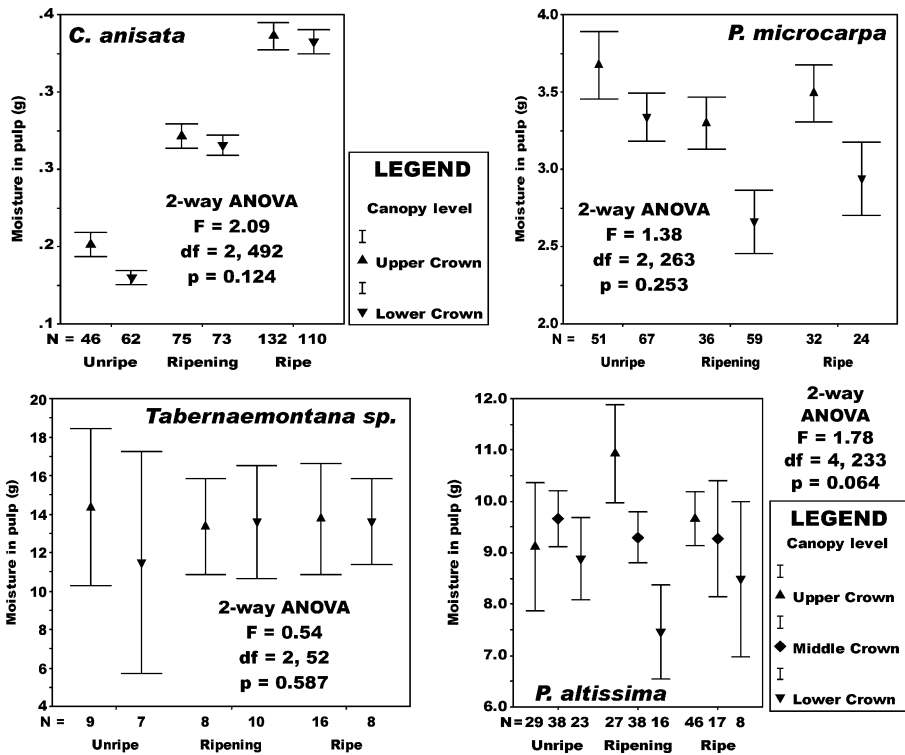 C. anisata
Moisture in pulp (g)
.4
.3
.3
.2
.1
2-way ANOVA
F = 2.09
df = 2, 492
p = 0.124
N = 46 62 75 73 132 110
Unripe Ripening Ripe
LEGEND
Canopy level
Upper Crown
Lower Crown
P. microcarpa
Moisture in pulp (g)
4.0
3.5
3.0
2.5
2.0
2-way ANOVA
F = 1.38
df = 2, 263
p = 0.253
N = 51 67 36 59 32 24
Unripe Ripening Ripe
Tabernaemontana sp.
Moisture in pulp (g)
20
18
16
14
12
10
8
6
4
2-way ANOVA
F = 0.54
df = 2, 52
p = 0.587
N = 9 7 8 10 16 8
Unripe Ripening Ripe
P. altissima
Moisture in pulp (g)
12.0
11.0
10.0
9.0
8.0
7.0
6.0
N = 29 38 23 27 38 16 46 17 8
Unripe Ripening Ripe
2-way
ANOVA
F = 1.78
df = 4, 233
p = 0.064
LEGEND
Canopy level
Upper Crown
Middle Crown
Lower Crown